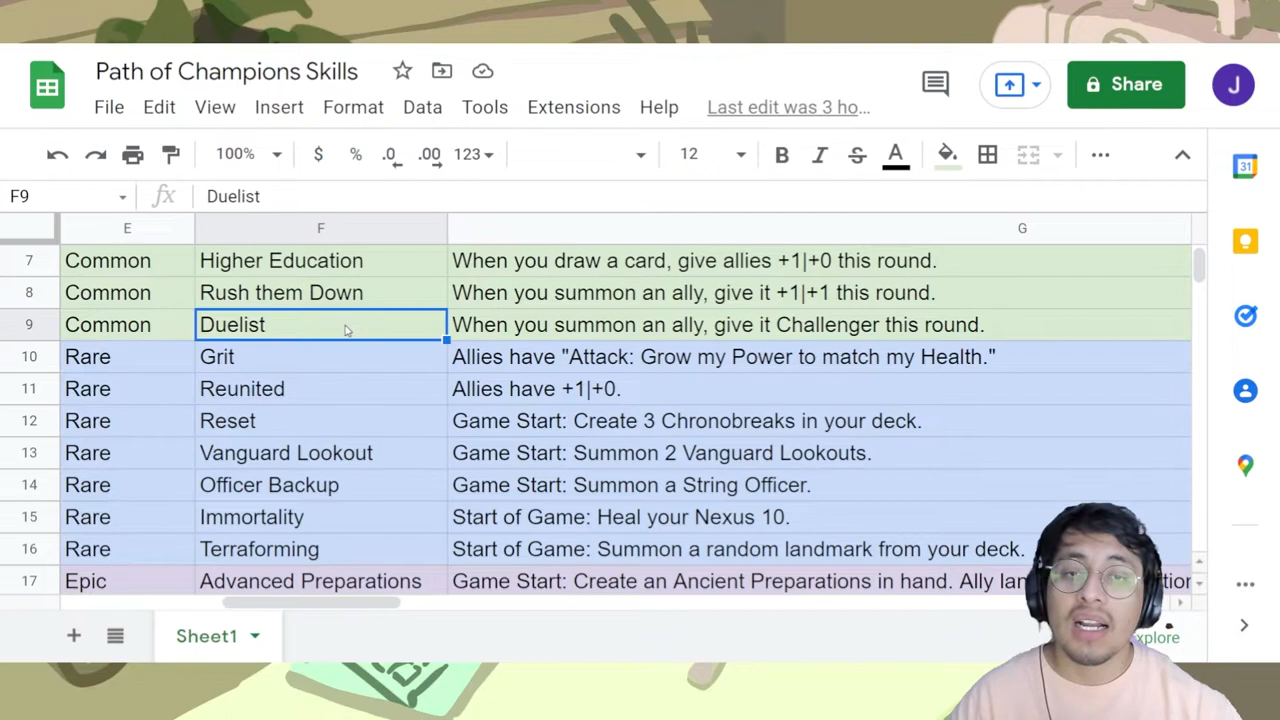 Path of Champions Skills
File Edit View Insert Format Data Tools Extensions Help Last edit was 3 ho...
Share
J
100% $ % .0 .00 123 12 B I S A
31
F9 fx Duelist
E F G
7 Common Higher Education When you draw a card, give allies +1|+0 this round.
8 Common Rush them Down When you summon an ally, give it +1|+1 this round.
9 Common Duelist When you summon an ally, give it Challenger this round.
10 Rare Grit Allies have "Attack: Grow my Power to match my Health."
11 Rare Reunited Allies have +1|+0.
12 Rare Reset Game Start: Create 3 Chronobreaks in your deck.
13 Rare Vanguard Lookout Game Start: Summon 2 Vanguard Lookouts.
14 Rare Officer Backup Game Start: Summon a String Officer.
15 Rare Immortality Start of Game: Heal your Nexus 10.
16 Rare Terraforming Start of Game: Summon a random landmark from your deck.
17 Epic Advanced Preparations Game Start: Create an Ancient Preparations in hand. Ally
Sheet1